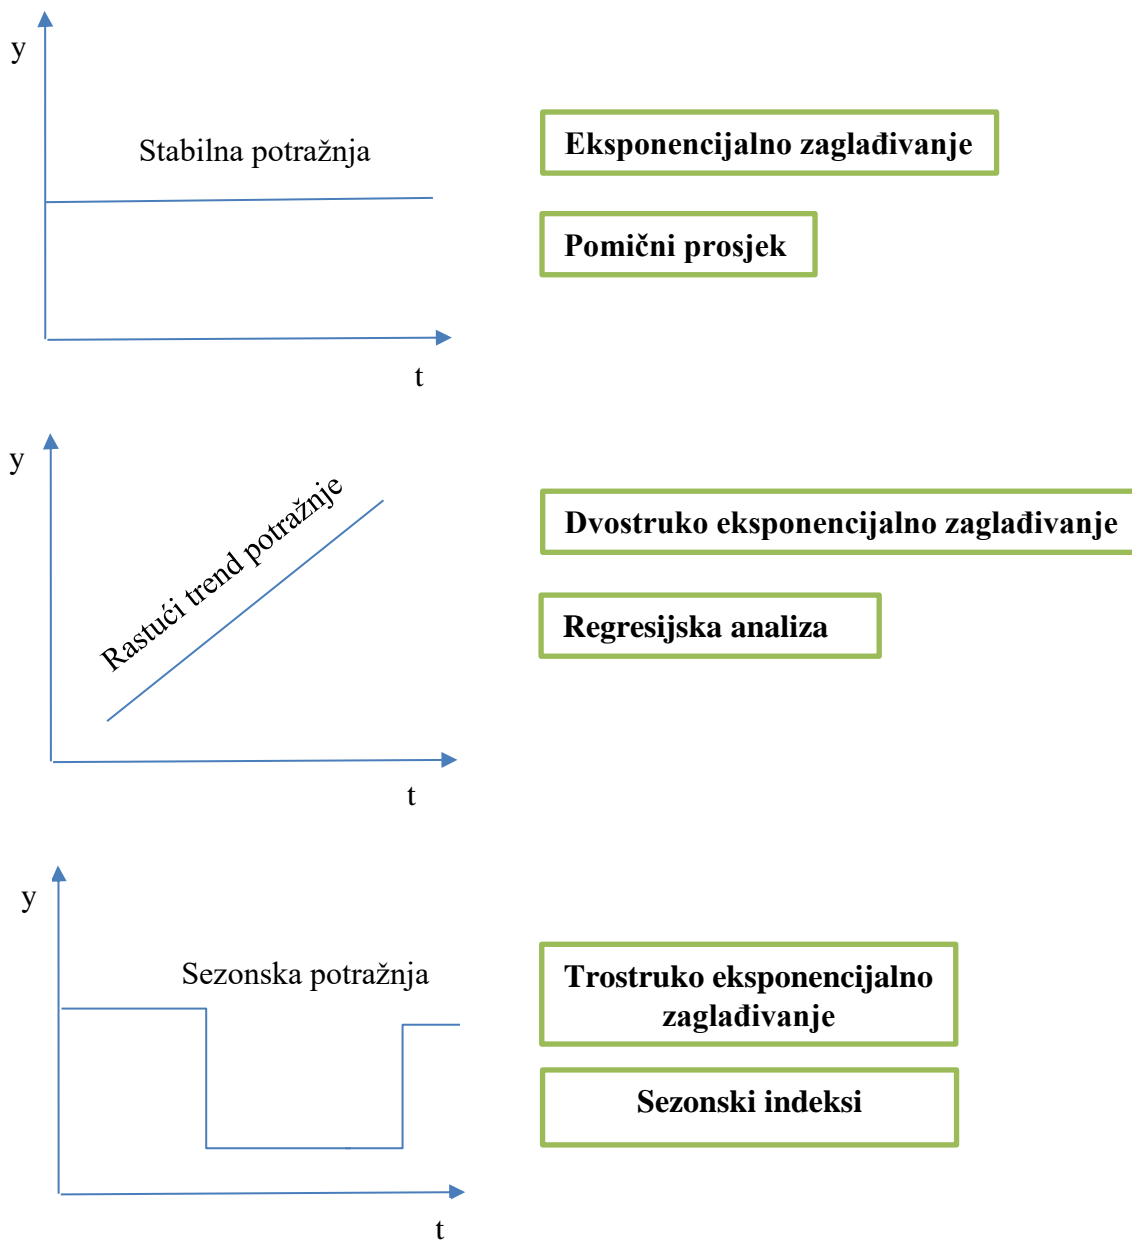 y
Stabilna potražnja
Eksponencijalno zaglađivanje
Pomični prosjek
t
y
Rastući trend potražnje
Dvostruko eksponencijalno zaglađivanje
Regresijska analiza
t
y
Sezonska potražnja
Trostruko eksponencijalno
zaglađivanje
Sezonski indeksi
t